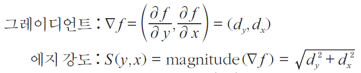 그레이디언트 : ∇f = (∂f/∂y, ∂f/∂x) = (d_y, d_x)
에지 강도 : S(y, x) = magnitude(∇f) = √(d_y² + d_x²)